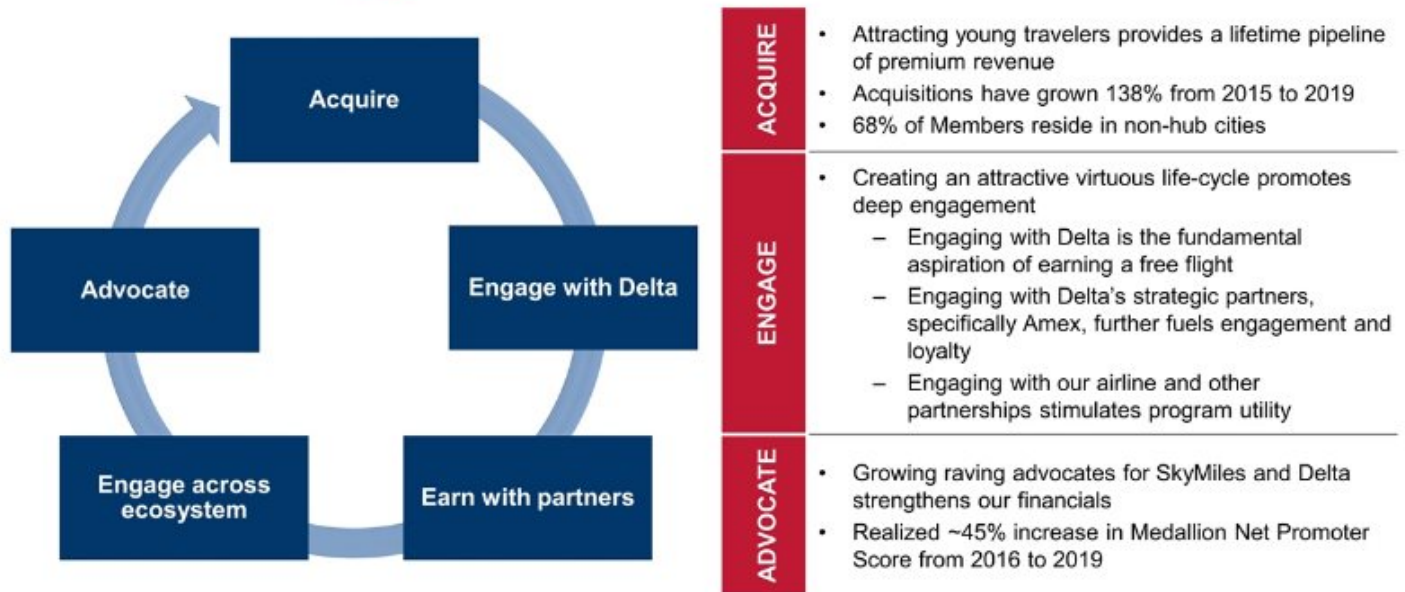 Acquire
Engage with Delta
Earn with partners
Engage across
ecosystem
Advocate
ACQUIRE
• Attracting young travelers provides a lifetime pipeline
of premium revenue
• Acquisitions have grown 138% from 2015 to 2019
• 68% of Members reside in non-hub cities
ENGAGE
• Creating an attractive virtuous life-cycle promotes
deep engagement
– Engaging with Delta is the fundamental
aspiration of earning a free flight
– Engaging with Delta's strategic partners,
specifically Amex, further fuels engagement and
loyalty
– Engaging with our airline and other
partnerships stimulates program utility
ADVOCATE
• Growing raving advocates for SkyMiles and Delta
strengthens our financials
• Realized ~45% increase in Medallion Net Promoter
Score from 2016 to 2019